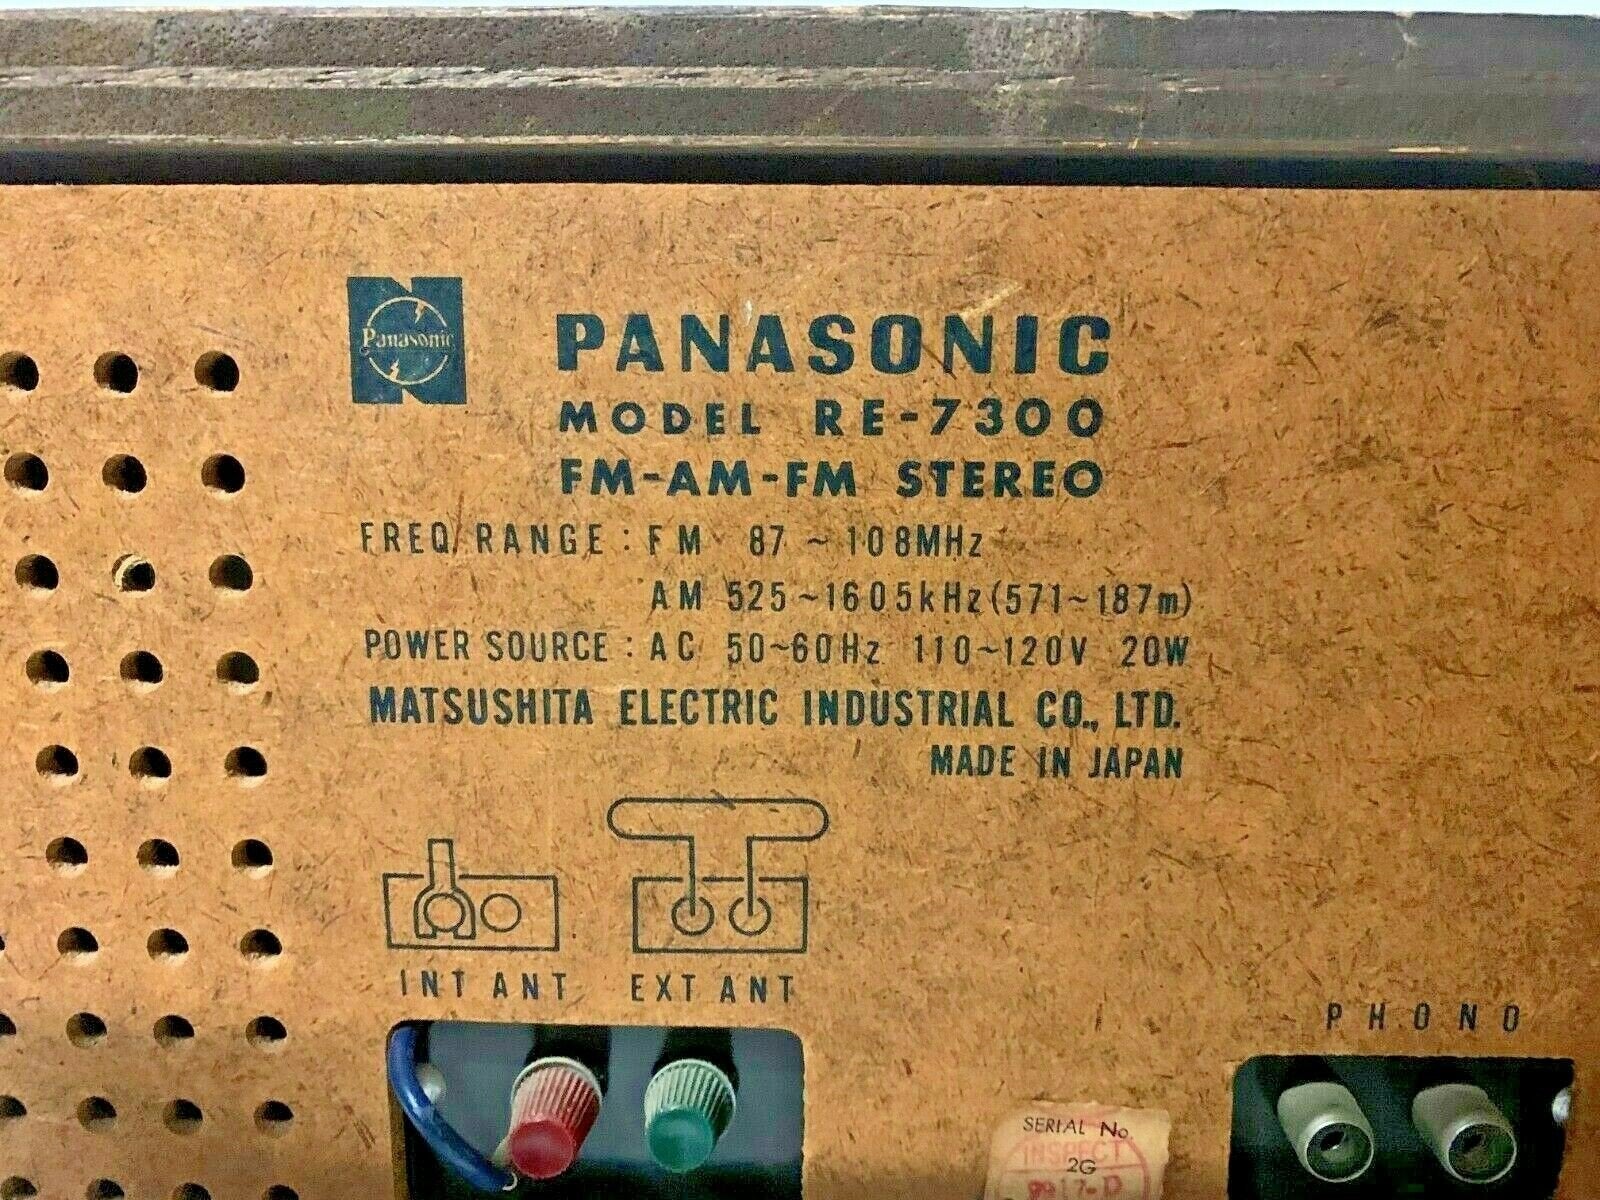 Panasonic
PANASONIC
MODEL RE-7300
FM-AM-FM STEREO
FREQ. RANGE : FM 87 ~ 108MHz
AM 525~1605kHz (571~187m)
POWER SOURCE : AC 50~60Hz 110~120V 20W
MATSUSHITA ELECTRIC INDUSTRIAL CO., LTD.
MADE IN JAPAN
INT ANT EXT ANT
PHONO
SERIAL No.
INSPECT
2G